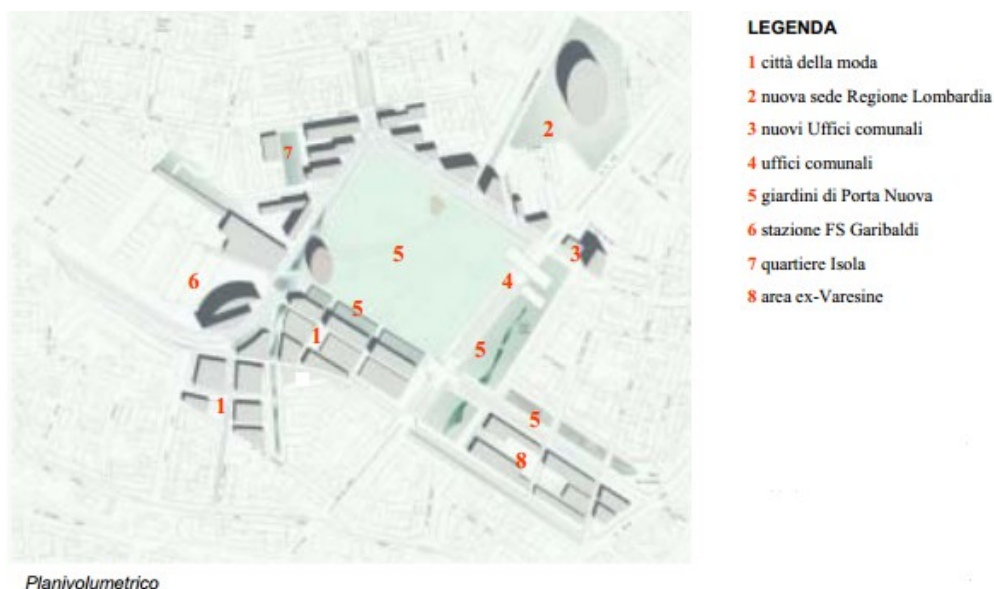 LEGENDA
1 città della moda
2 nuova sede Regione Lombardia
3 nuovi Uffici comunali
4 uffici comunali
5 giardini di Porta Nuova
6 stazione FS Garibaldi
7 quartiere Isola
8 area ex-Varesine
2
7
5
3
6
4
5
1
5
1
5
8
Planivolumetrico